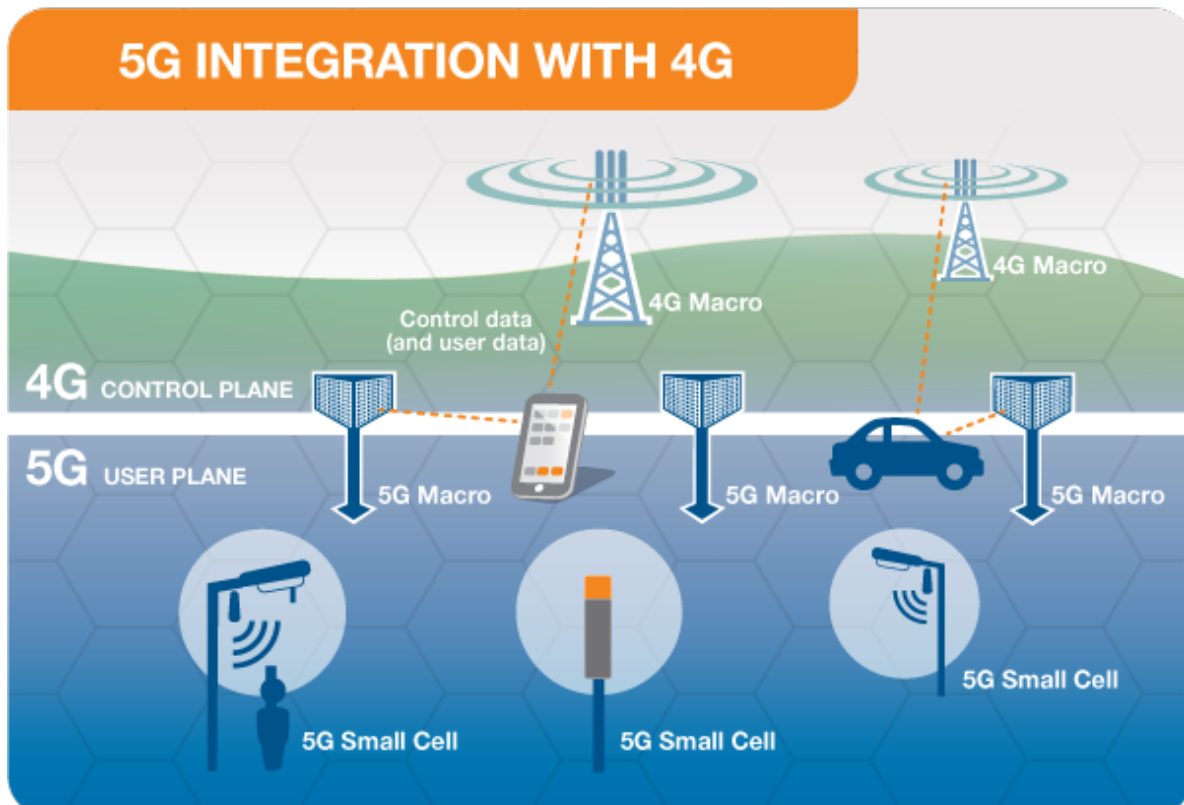 5G INTEGRATION WITH 4G
4G Macro
4G Macro
Control data
(and user data)
4G CONTROL PLANE
5G USER PLANE
5G Macro
5G Macro
5G Macro
5G Small Cell
5G Small Cell
5G Small Cell